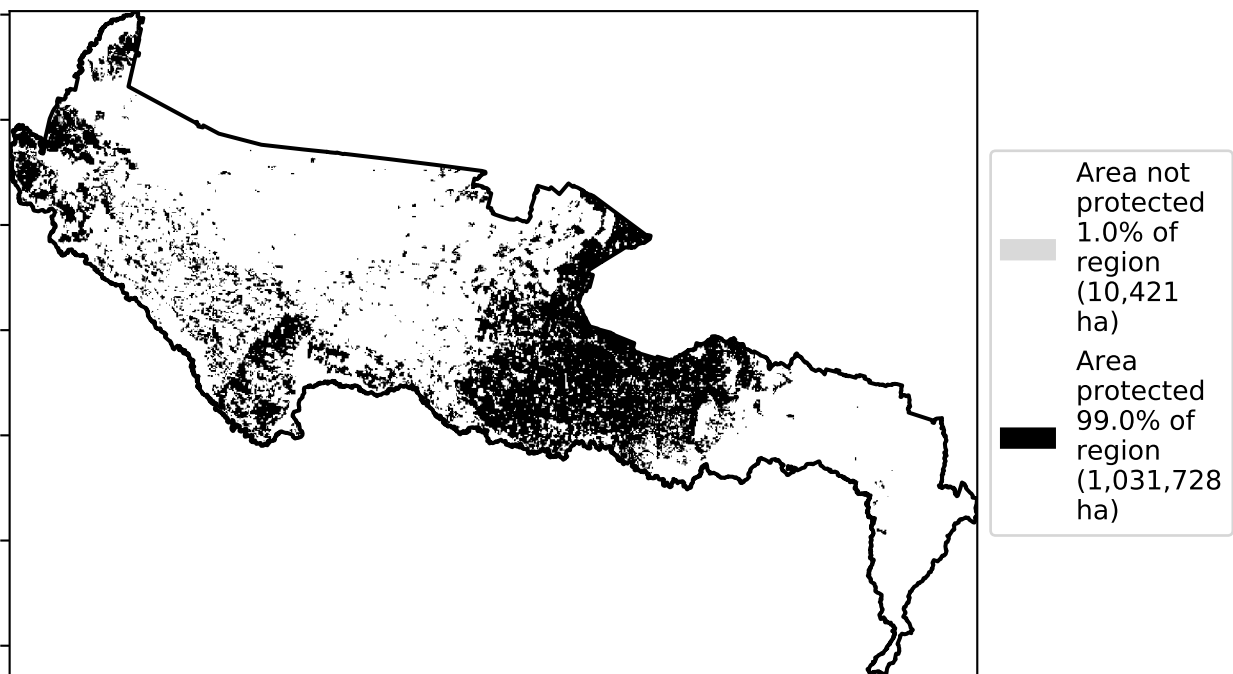 Area not
protected
1.0% of
region
(10,421
ha)
Area
protected
99.0% of
region
(1,031,728
ha)